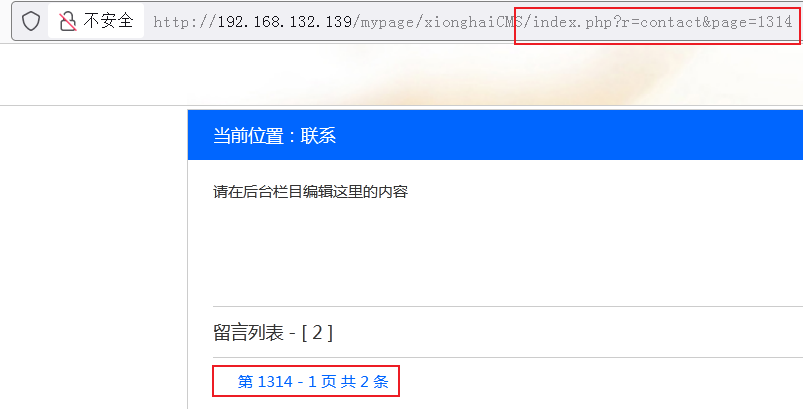 不安全 http://192.168.132.139/mypage/xionghaiCMS/index.php?r=contact&page=1314
当前位置：联系
请在后台栏目编辑这里的内容
留言列表 - [ 2 ]
第 1314 - 1 页 共 2 条